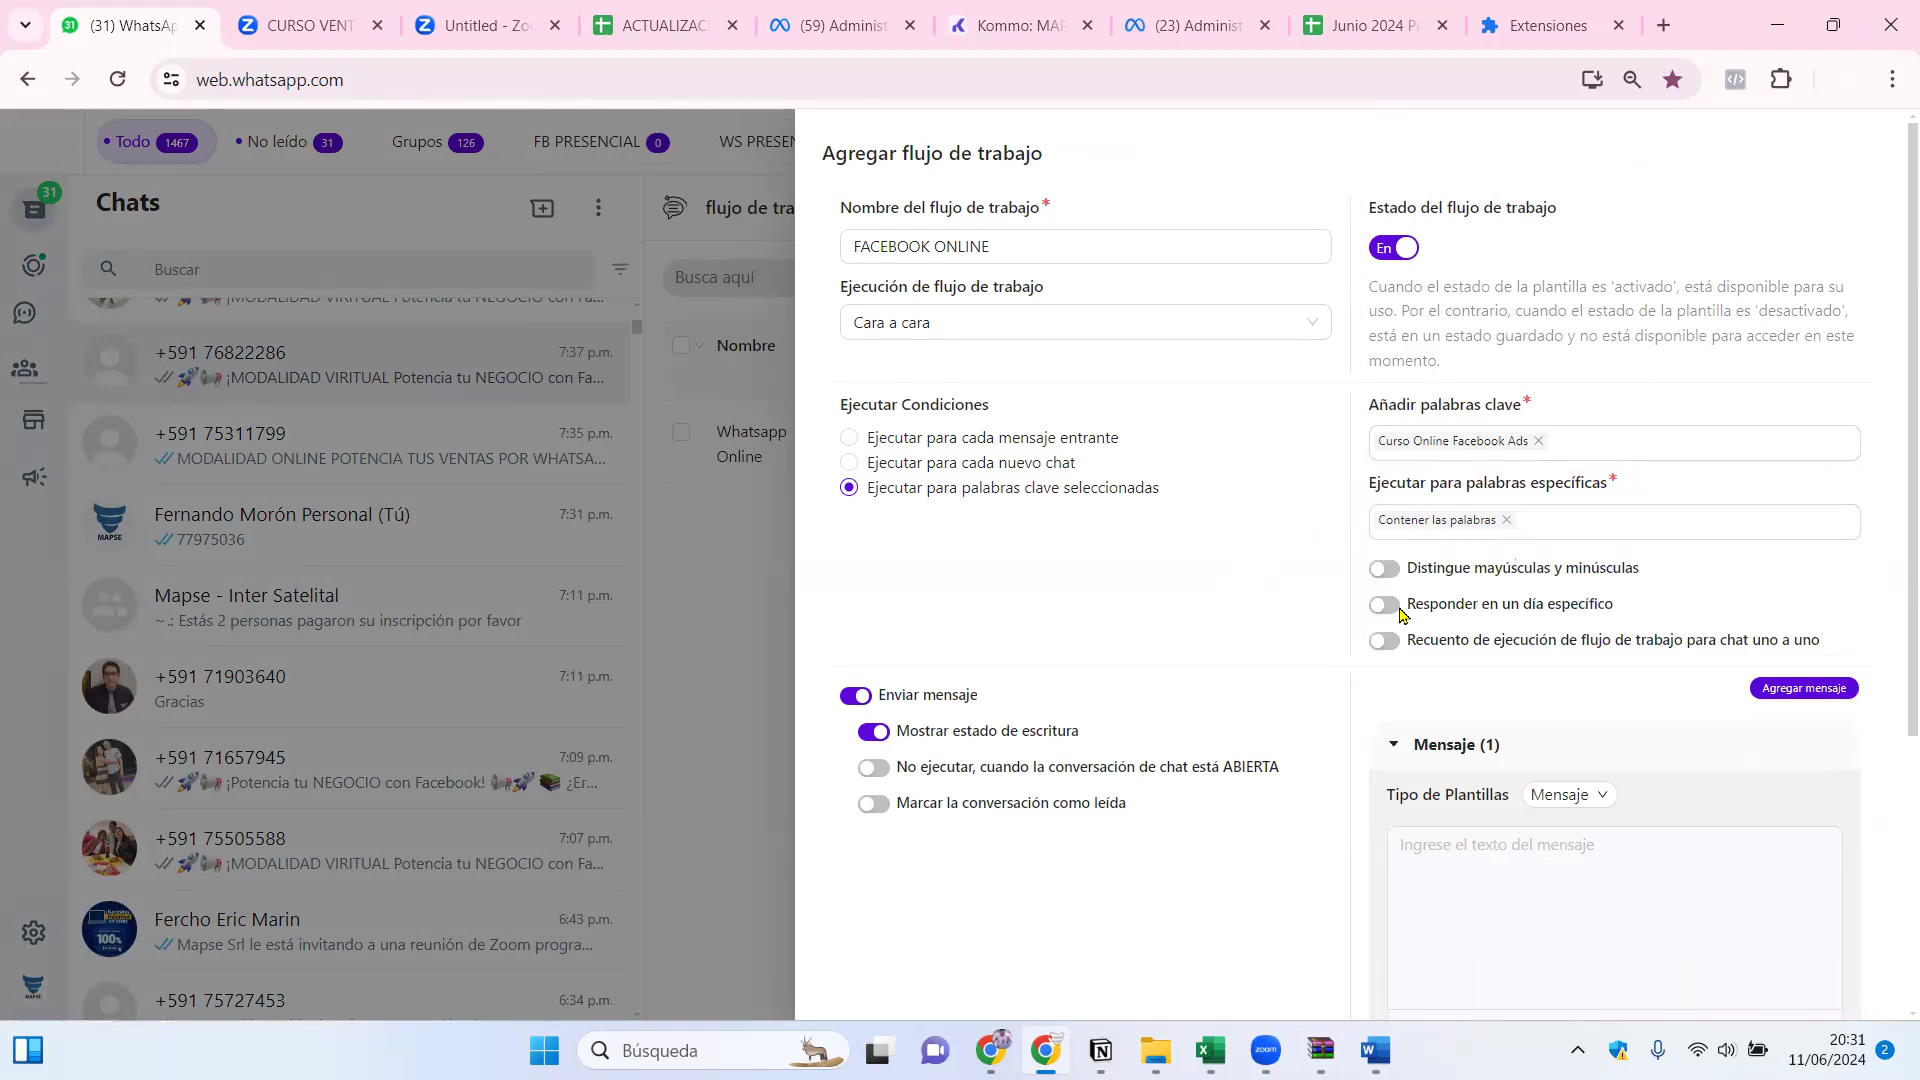 (31) WhatsAp
CURSO VENT
Untitled - Zoo
ACTUALIZAC
(59) Administ
Kommo: MAP
(23) Administ
Junio 2024 P
Extensiones
web.whatsapp.com
Todo 1467
No leído 31
Grupos 126
FB PRESENCIAL 0
WS PRESEN
31
Chats
Buscar
¡MODALIDAD VIRITUAL Potencia tu NEGOCIO con Fa...
+591 76822286
7:37 p.m.
¡MODALIDAD VIRITUAL Potencia tu NEGOCIO con Fa...
+591 75311799
7:35 p.m.
MODALIDAD ONLINE POTENCIA TUS VENTAS POR WHATSA...
MAPSE
Fernando Morón Personal (Tú)
7:31 p.m.
77975036
Mapse - Inter Satelital
7:11 p.m.
~ .: Estás 2 personas pagaron su inscripción por favor
+591 71903640
7:11 p.m.
Gracias
+591 71657945
7:09 p.m.
¡Potencia tu NEGOCIO con Facebook! ¿Er...
+591 75505588
7:07 p.m.
¡MODALIDAD VIRITUAL Potencia tu NEGOCIO con Fa...
100%
Fercho Eric Marin
6:43 p.m.
Mapse Srl le está invitando a una reunión de Zoom progra...
MAPSE
+591 75727453
6:34 p.m.
flujo de tra
Busca aquí
Nombre
Whatsapp
Online
Agregar flujo de trabajo
Nombre del flujo de trabajo*
FACEBOOK ONLINE
Ejecución de flujo de trabajo
Cara a cara
Estado del flujo de trabajo
En
Cuando el estado de la plantilla es 'activado', está disponible para su
uso. Por el contrario, cuando el estado de la plantilla es 'desactivado',
está en un estado guardado y no está disponible para acceder en este
momento.
Ejecutar Condiciones
Ejecutar para cada mensaje entrante
Ejecutar para cada nuevo chat
Ejecutar para palabras clave seleccionadas
Añadir palabras clave*
Curso Online Facebook Ads
Ejecutar para palabras específicas*
Contener las palabras
Distingue mayúsculas y minúsculas
Responder en un día específico
Recuento de ejecución de flujo de trabajo para chat uno a uno
Enviar mensaje
Mostrar estado de escritura
No ejecutar, cuando la conversación de chat está ABIERTA
Marcar la conversación como leída
Agregar mensaje
Mensaje (1)
Tipo de Plantillas
Mensaje
Ingrese el texto del mensaje
Búsqueda
zoom
20:31
11/06/2024
2